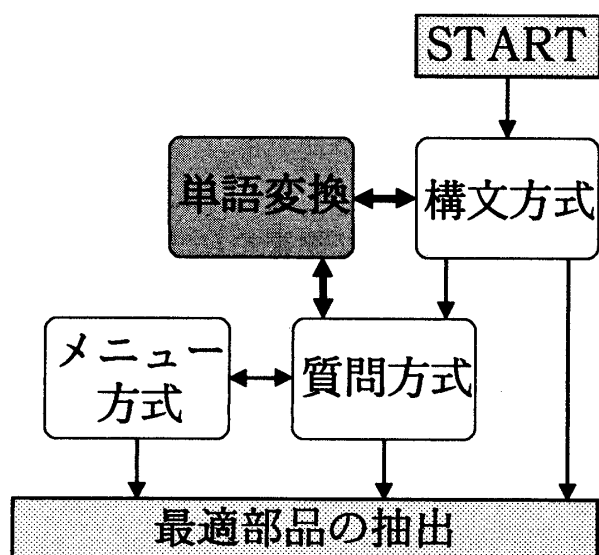 START
単語変換
構文方式
メニュー
方式
質問方式
最適部品の抽出